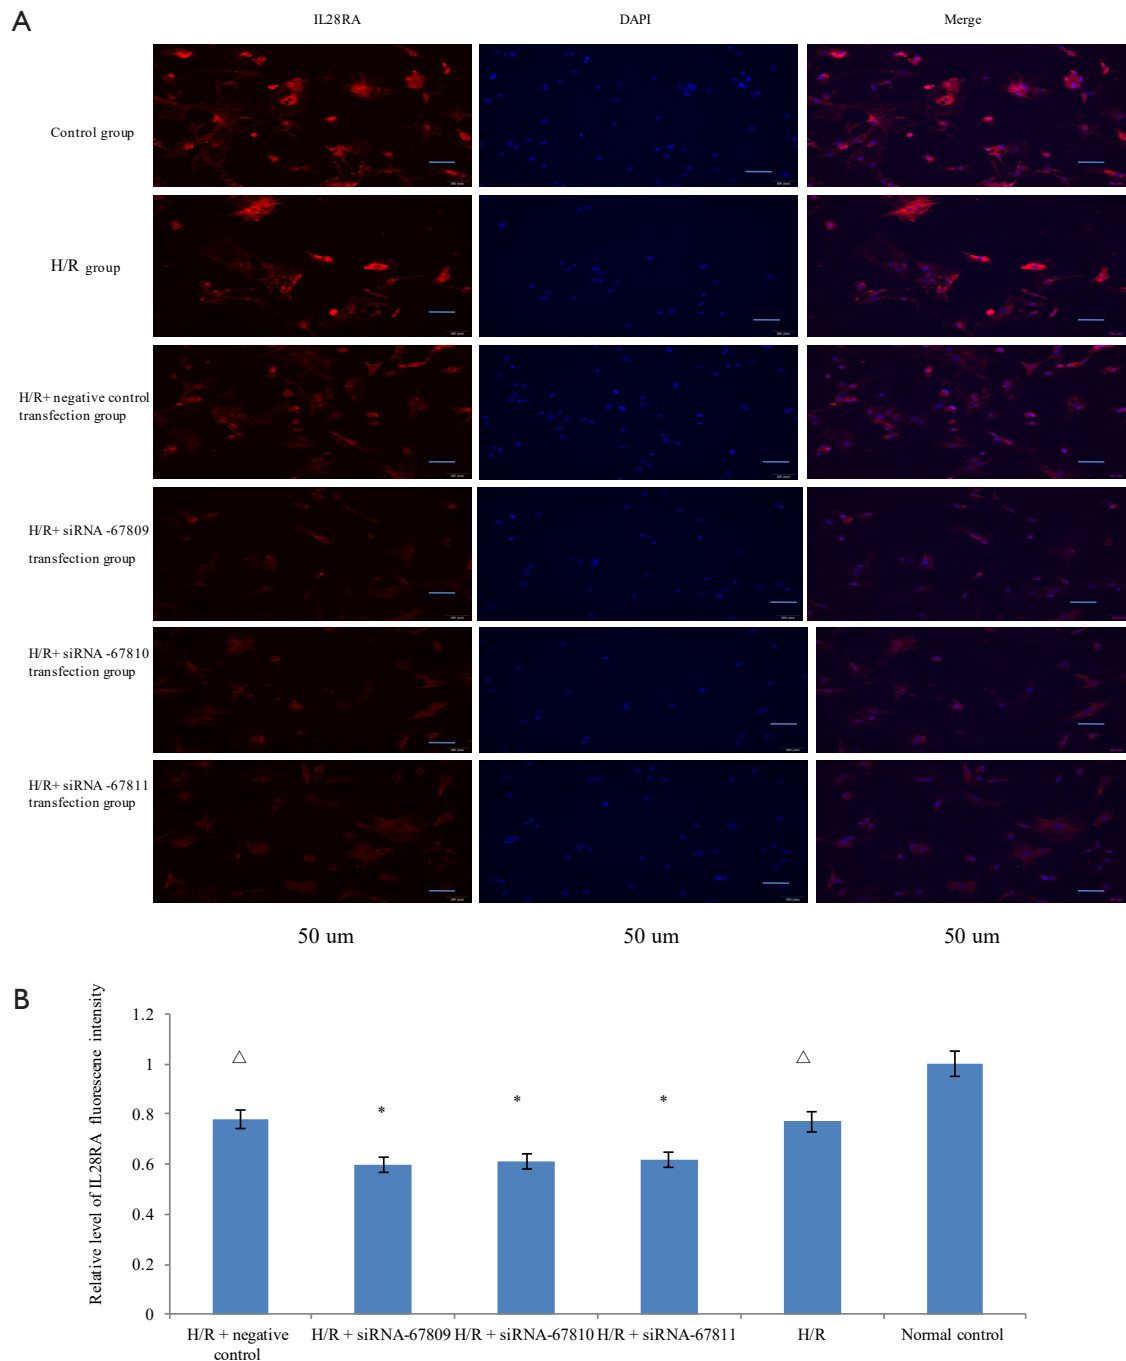 A
IL28RA DAPI Merge
Control group
H/R group
H/R+ negative control
transfection group
H/R+ siRNA -67809
transfection group
H/R+ siRNA -67810
transfection group
H/R+ siRNA -67811
transfection group
50 um 50 um 50 um
B
Relative level of IL28RA fluorescene intensity
1.2
1
0.8
0.6
0.4
0.2
0
△ * * * △
H/R + negative
control
H/R + siRNA-67809
H/R + siRNA-67810
H/R + siRNA-67811
H/R
Normal control